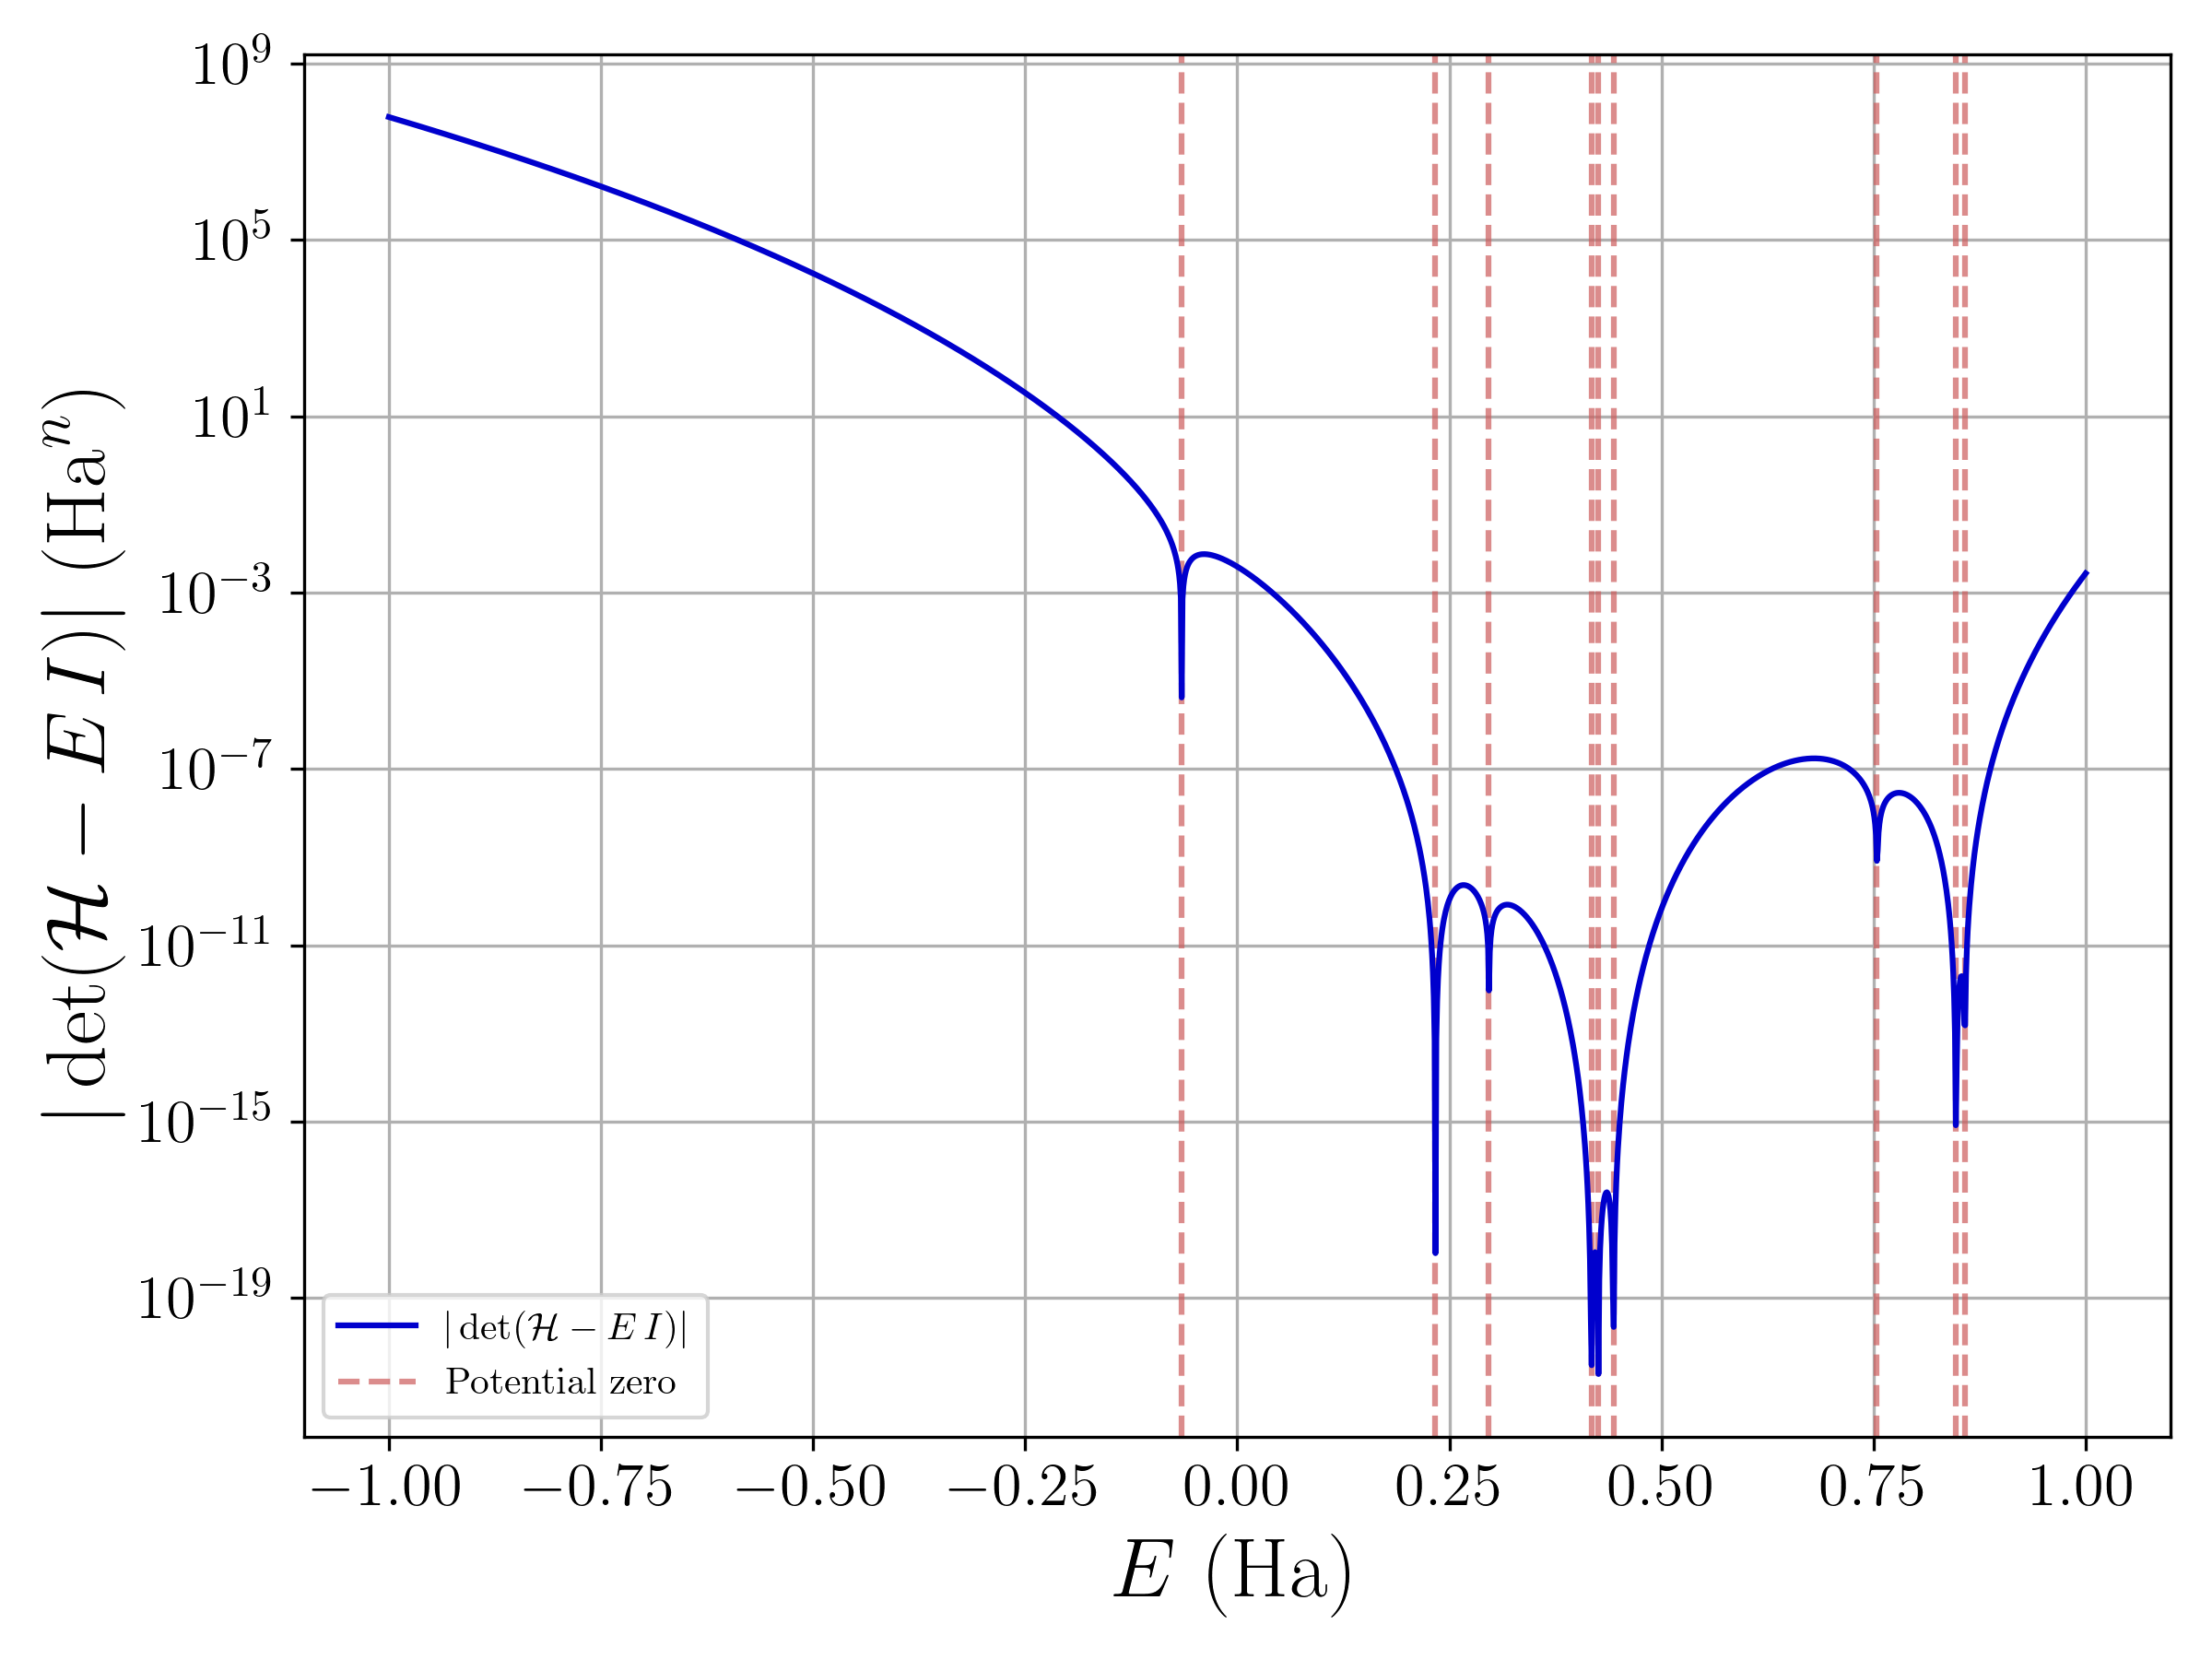 10^9
10^5
10^1
10^{-3}
10^{-7}
10^{-11}
10^{-15}
10^{-19}
| det(ℋ − E I)| (Ha^n)
| det(ℋ − E I)|
Potential zero
−1.00 −0.75 −0.50 −0.25 0.00 0.25 0.50 0.75 1.00
E (Ha)